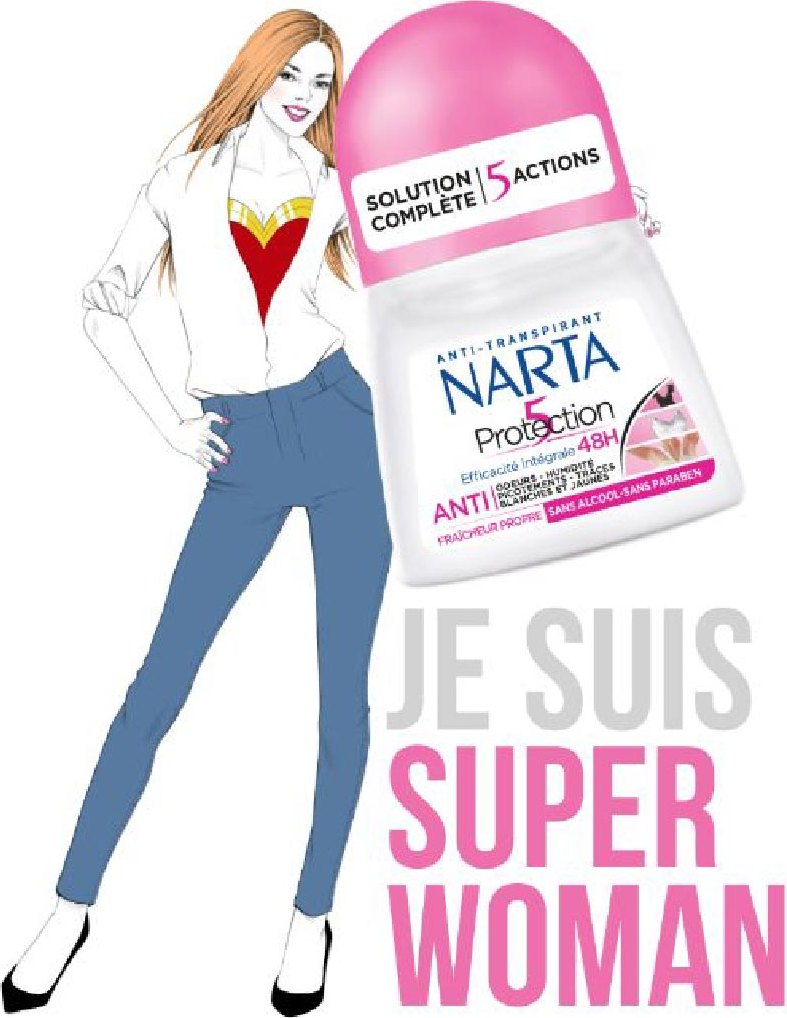 SOLUTION COMPLÈTE
5 ACTIONS
ANTI-TRANSPIRANT
NARTA
5
Protection
Efficacité intégrale 48H
ANTI
ODEURS - HUMIDITÉ
PICOTEMENTS - TRACES
BLANCHES ET JAUNES
FRAÎCHEUR PROPRE SANS ALCOOL-SANS PARABEN
JE SUIS
SUPER
WOMAN